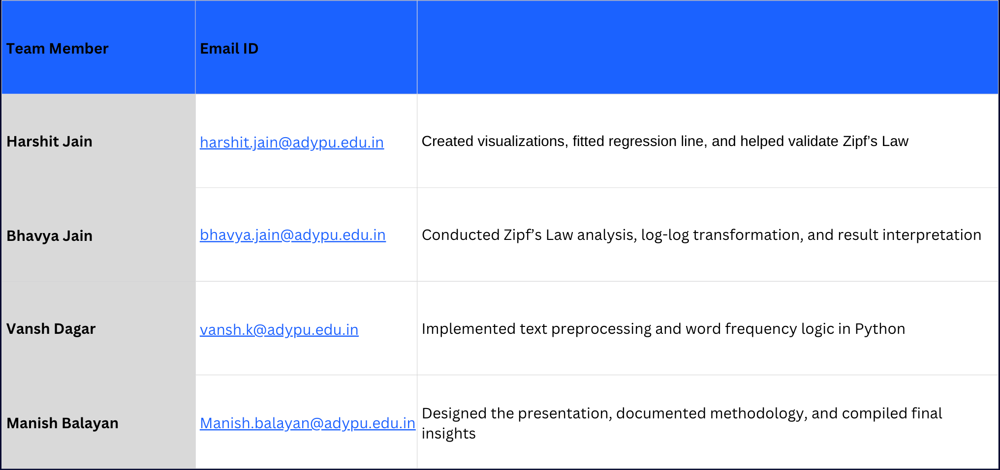 Team Member Email ID
Harshit Jain harshit.jain@adypu.edu.in Created visualizations, fitted regression line, and helped validate Zipf’s Law
Bhavya Jain bhavya.jain@adypu.edu.in Conducted Zipf’s Law analysis, log-log transformation, and result interpretation
Vansh Dagar vansh.k@adypu.edu.in Implemented text preprocessing and word frequency logic in Python
Manish Balayan Manish.balayan@adypu.edu.in Designed the presentation, documented methodology, and compiled final
insights